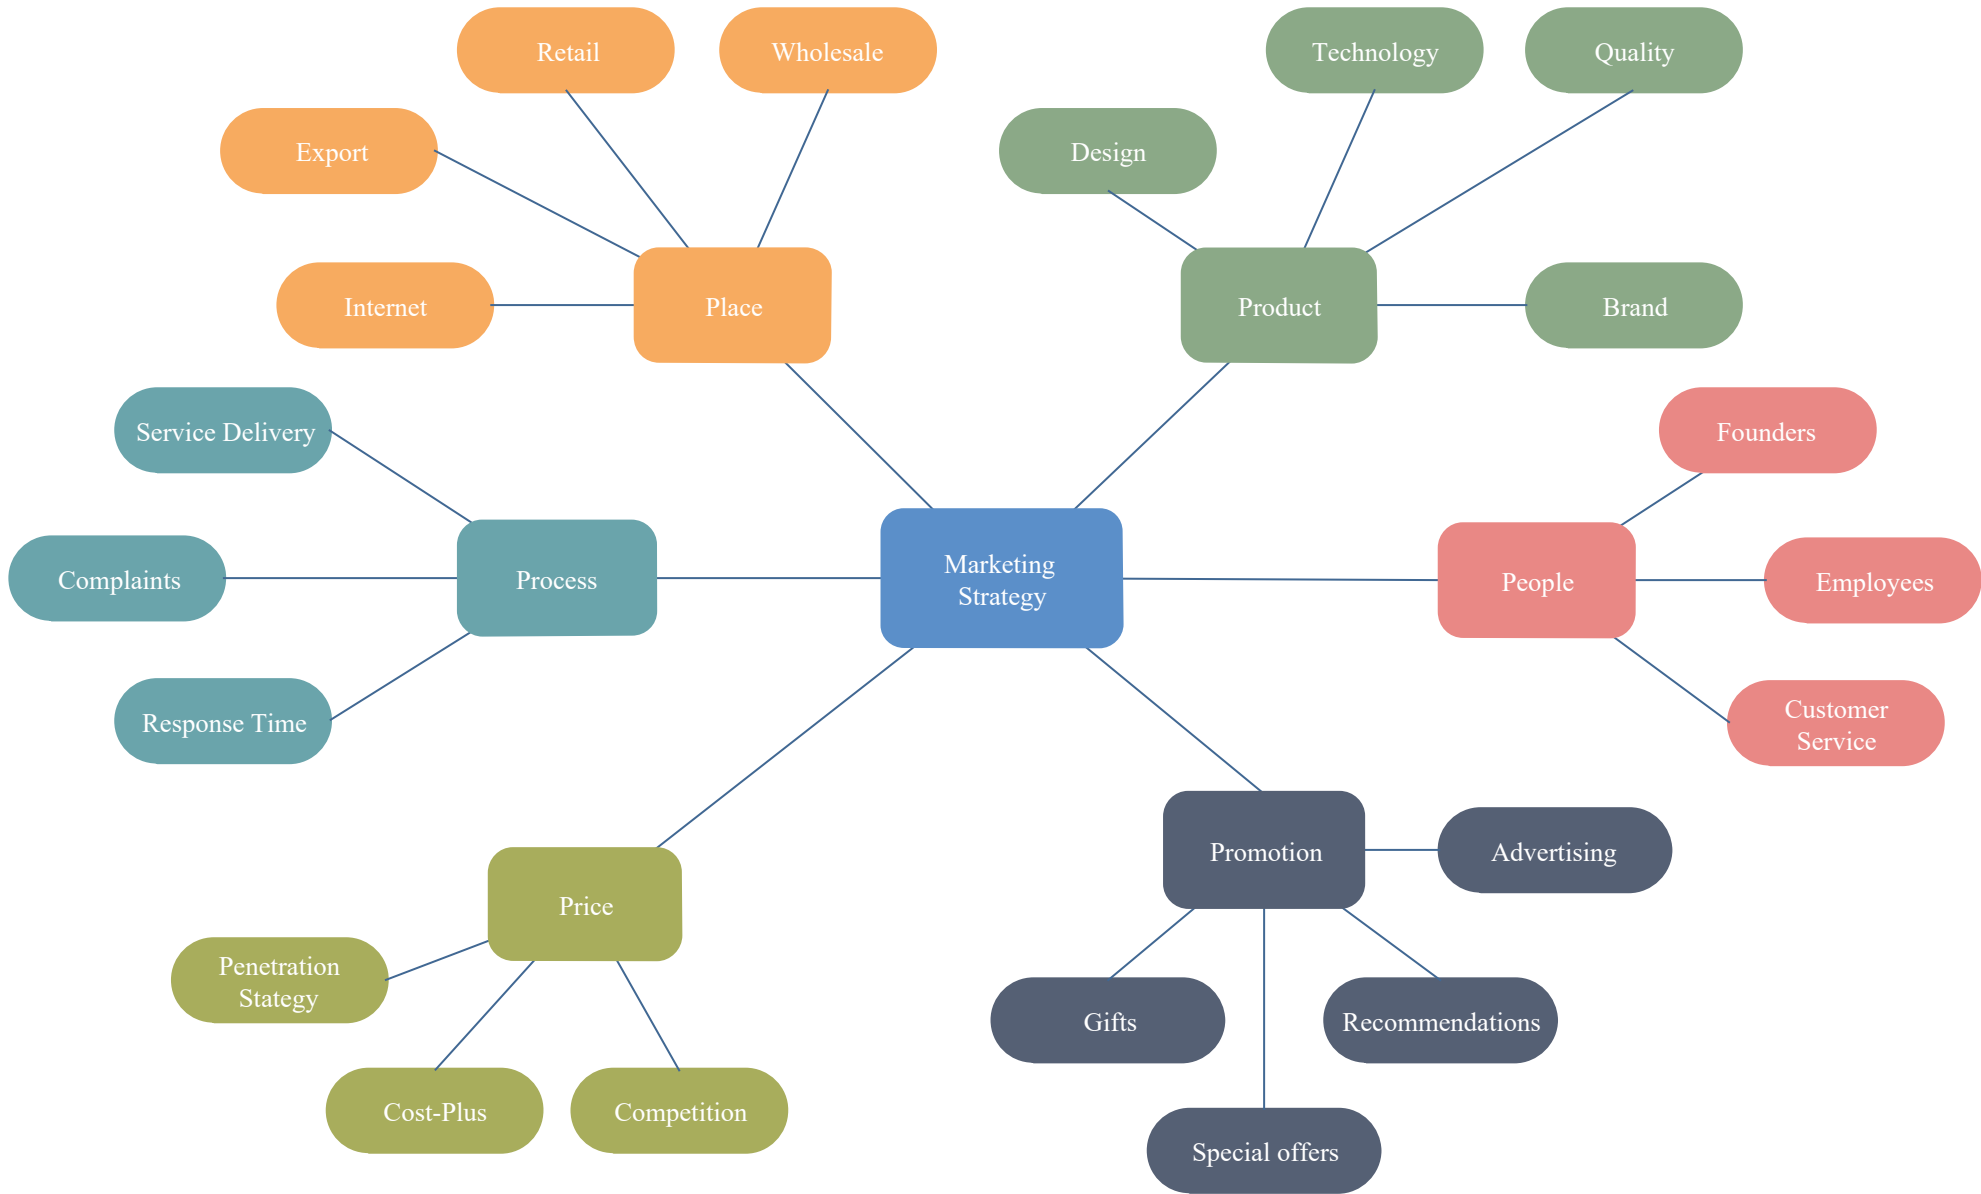 Retail
Wholesale
Technology
Quality
Export
Design
Internet
Place
Product
Brand
Service Delivery
Founders
Marketing
Strategy
Complaints
Process
People
Employees
Response Time
Customer
Service
Promotion
Advertising
Price
Penetration
Stategy
Gifts
Recommendations
Cost-Plus
Competition
Special offers